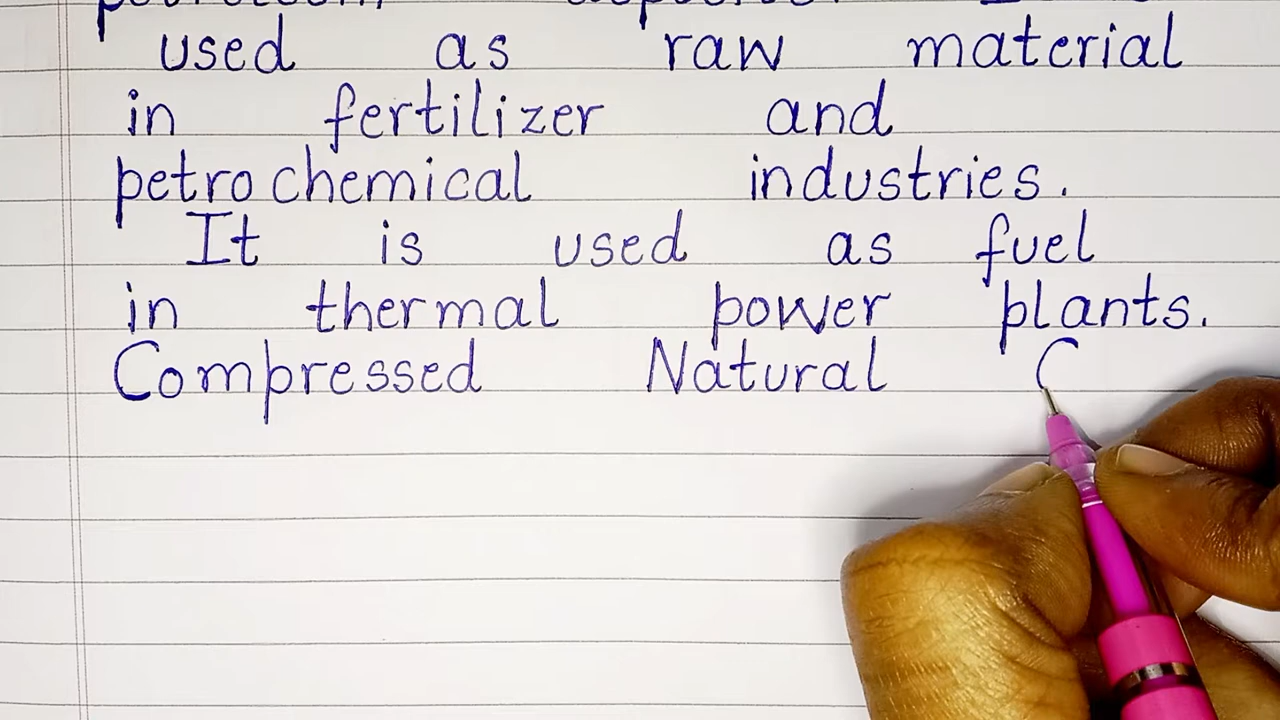 used as raw material
in fertilizer and
petrochemical industries.
It is used as fuel
in thermal power plants.
Compressed Natural